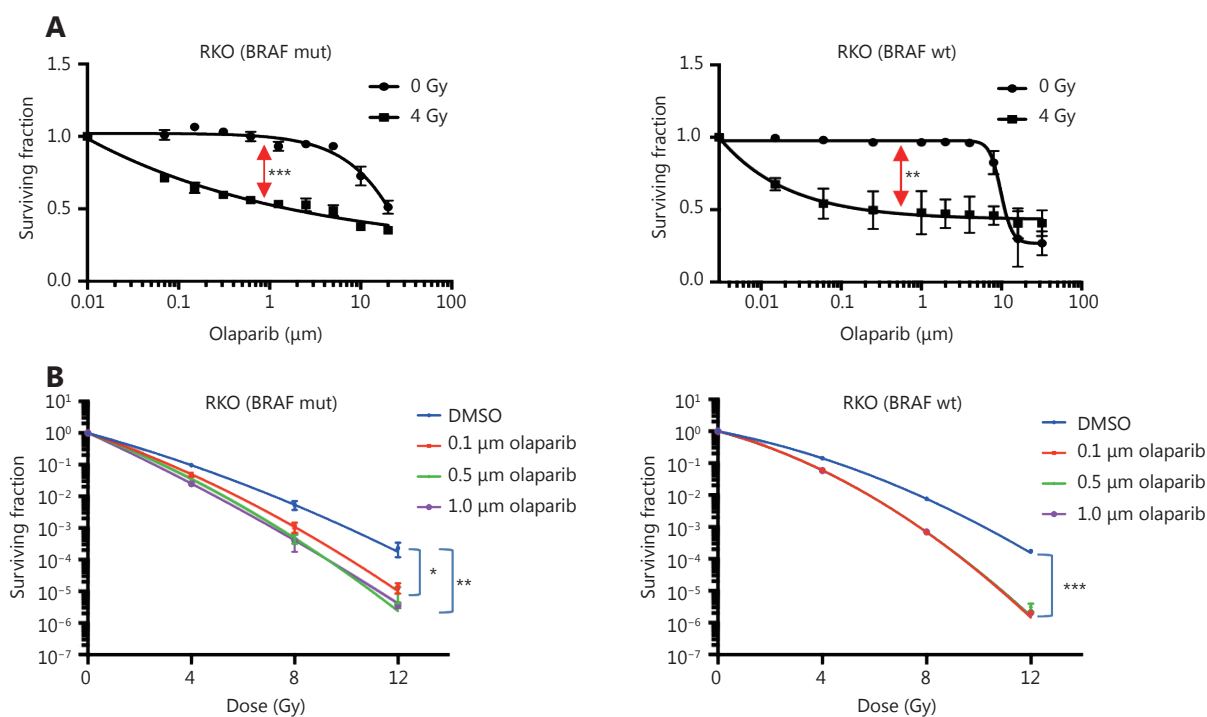 A
RKO (BRAF mut)
1.5
1.0
0.5
0.0
Surviving fraction
0 Gy
4 Gy
***
0.01
0.1
1
10
100
Olaparib (µm)
RKO (BRAF wt)
1.5
1.0
0.5
0.0
Surviving fraction
0 Gy
4 Gy
**
0.01
0.1
1
10
100
Olaparib (µm)
B
RKO (BRAF mut)
10¹
10⁰
10⁻¹
10⁻²
10⁻³
10⁻⁴
10⁻⁵
10⁻⁶
10⁻⁷
Surviving fraction
DMSO
0.1 µm olaparib
0.5 µm olaparib
1.0 µm olaparib
*
**
0
4
8
12
Dose (Gy)
RKO (BRAF wt)
10¹
10⁰
10⁻¹
10⁻²
10⁻³
10⁻⁴
10⁻⁵
10⁻⁶
10⁻⁷
Surviving fraction
DMSO
0.1 µm olaparib
0.5 µm olaparib
1.0 µm olaparib
***
0
4
8
12
Dose (Gy)